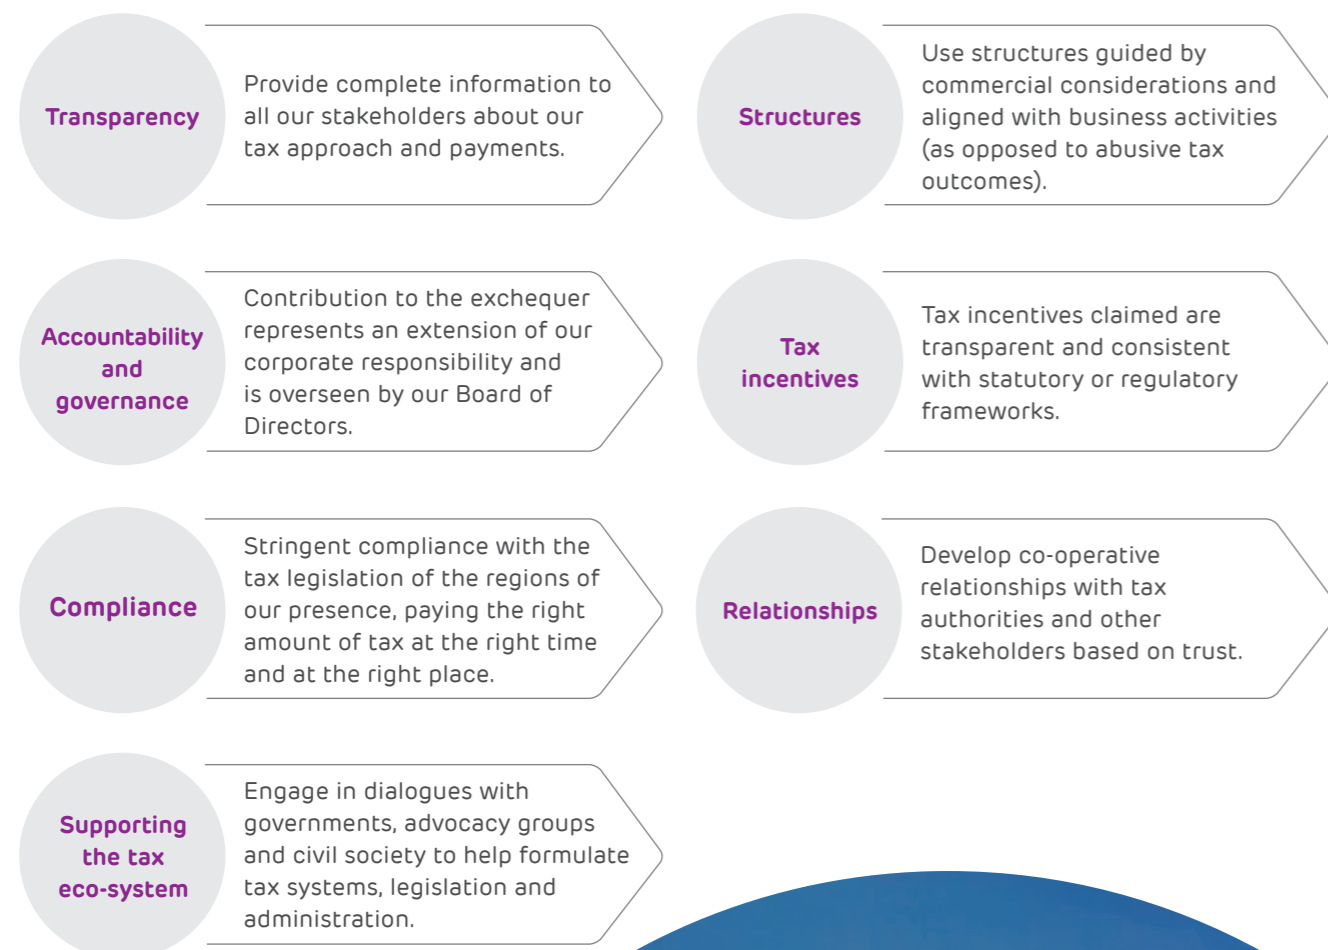 Transparency
Provide complete information to
all our stakeholders about our
tax approach and payments.
Structures
Use structures guided by
commercial considerations and
aligned with business activities
(as opposed to abusive tax
outcomes).
Accountability
and
governance
Contribution to the exchequer
represents an extension of our
corporate responsibility and
is overseen by our Board of
Directors.
Tax
incentives
Tax incentives claimed are
transparent and consistent
with statutory or regulatory
frameworks.
Compliance
Stringent compliance with the
tax legislation of the regions of
our presence, paying the right
amount of tax at the right time
and at the right place.
Relationships
Develop co-operative
relationships with tax
authorities and other
stakeholders based on trust.
Supporting
the tax
eco-system
Engage in dialogues with
governments, advocacy groups
and civil society to help formulate
tax systems, legislation and
administration.